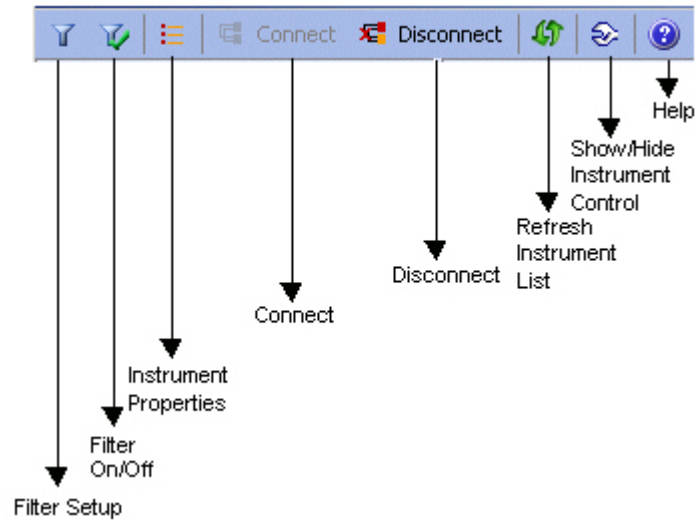 Connect Disconnect ?
Help
Show/Hide
Instrument
Control
Refresh
Instrument
List
Disconnect
Connect
Instrument
Properties
Filter
On/Off
Filter Setup